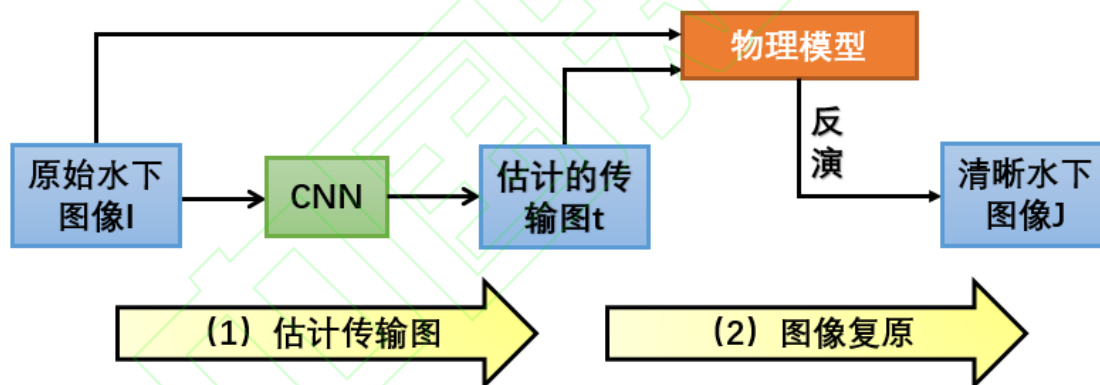 物理模型
反
演
原始水下
图像I
CNN
估计的传
输图t
清晰水下
图像J
（1）估计传输图
（2）图像复原